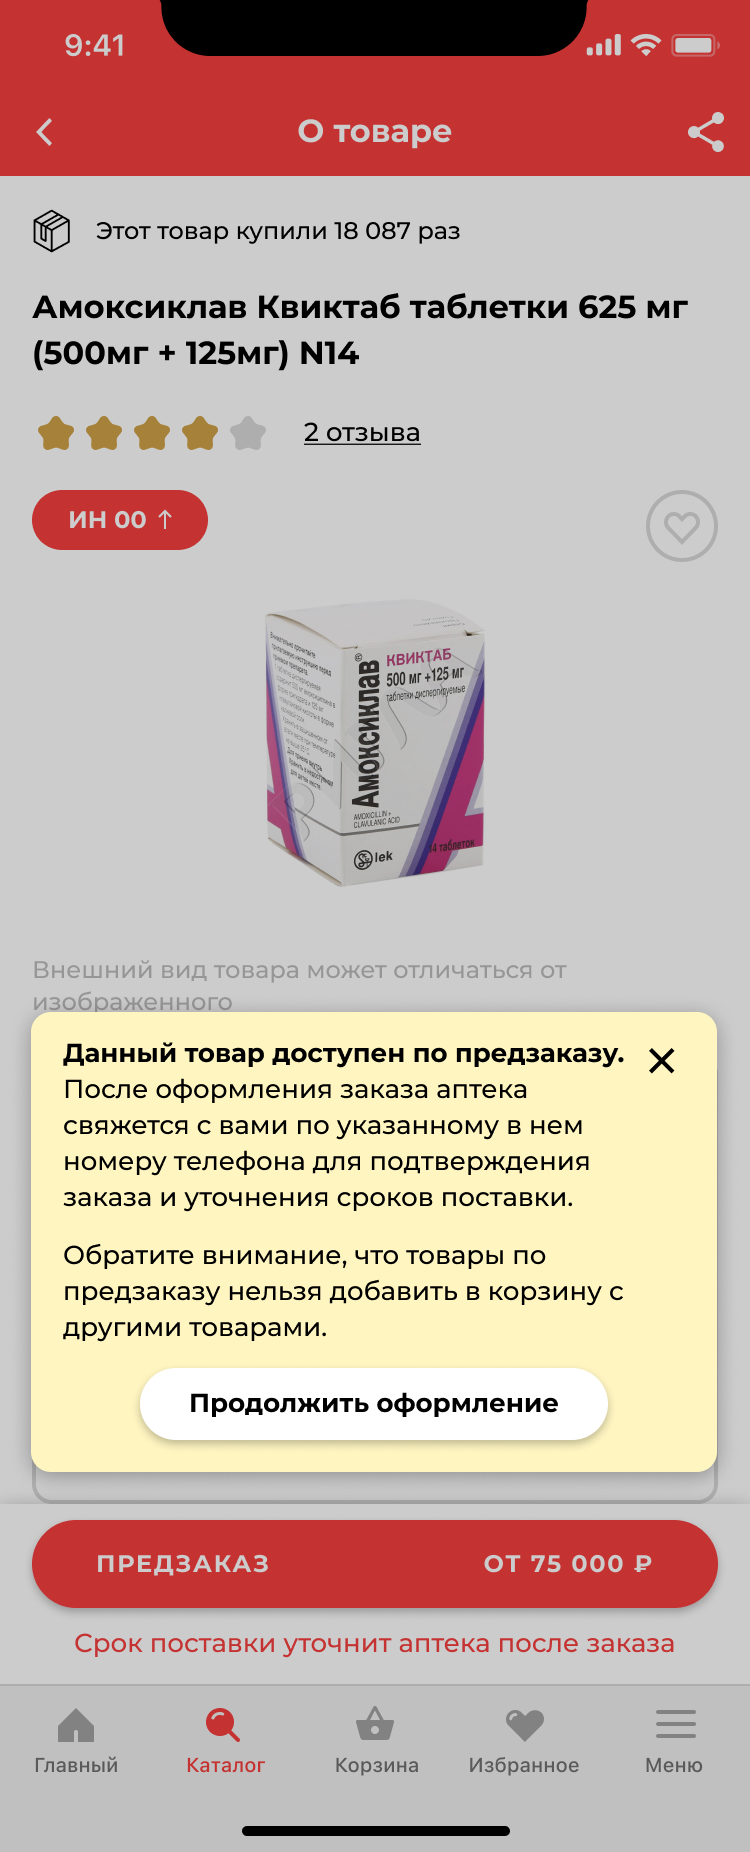 9:41
О товаре
Этот товар купили 18 087 раз
Амоксиклав Квиктаб таблетки 625 мг
(500мг + 125мг) N14
2 отзыва
ИН 00 ↑
КВИКТАБ
500 мг +125 мг
таблетки диспергируемые
Амоксиклав®
AMOXICILLIN +
CLAVULANIC ACID
lek
14 таблеток
Внешний вид товара может отличаться от
изображенного
Данный товар доступен по предзаказу.
После оформления заказа аптека
свяжется с вами по указанному в нем
номеру телефона для подтверждения
заказа и уточнения сроков поставки.
Обратите внимание, что товары по
предзаказу нельзя добавить в корзину с
другими товарами.
Продолжить оформление
ПРЕДЗАКАЗ ОТ 75 000 ₽
Срок поставки уточнит аптека после заказа
Главный Каталог Корзина Избранное Меню